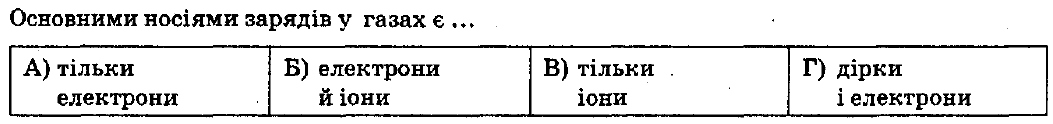 Основними носіями зарядів у газах є ...
А) тільки електрони
Б) електрони й іони
В) тільки іони
Г) дірки і електрони